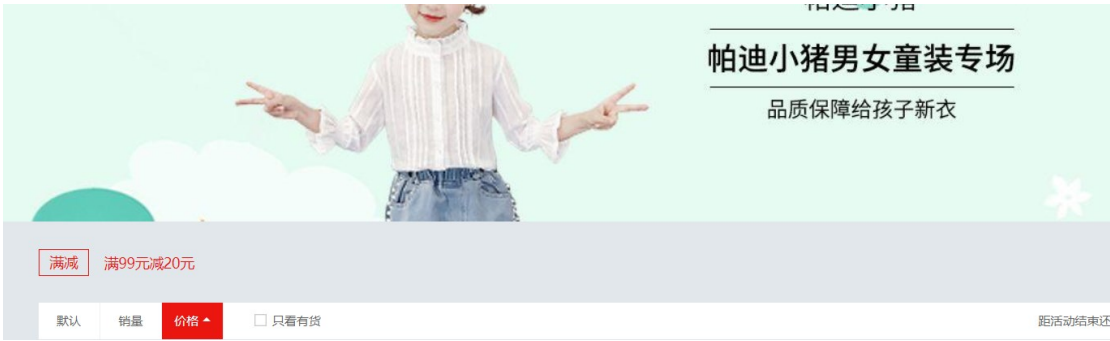 帕迪小猪男女童装专场
品质保障给孩子新衣
满减 满99元减20元
默认 销量 价格 只看有货 距活动结束还